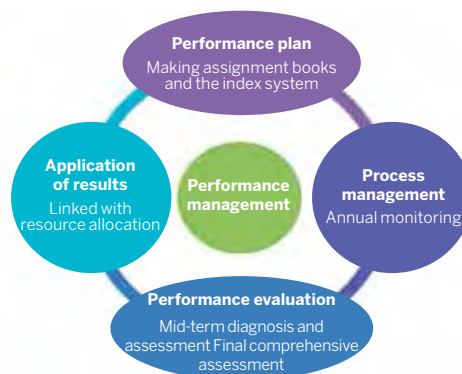 Performance plan
Making assignment books
and the index system
Application
of results
Linked with
resource allocation
Performance
management
Process
management
Annual monitoring
Performance evaluation
Mid-term diagnosis and
assessment Final comprehensive
assessment